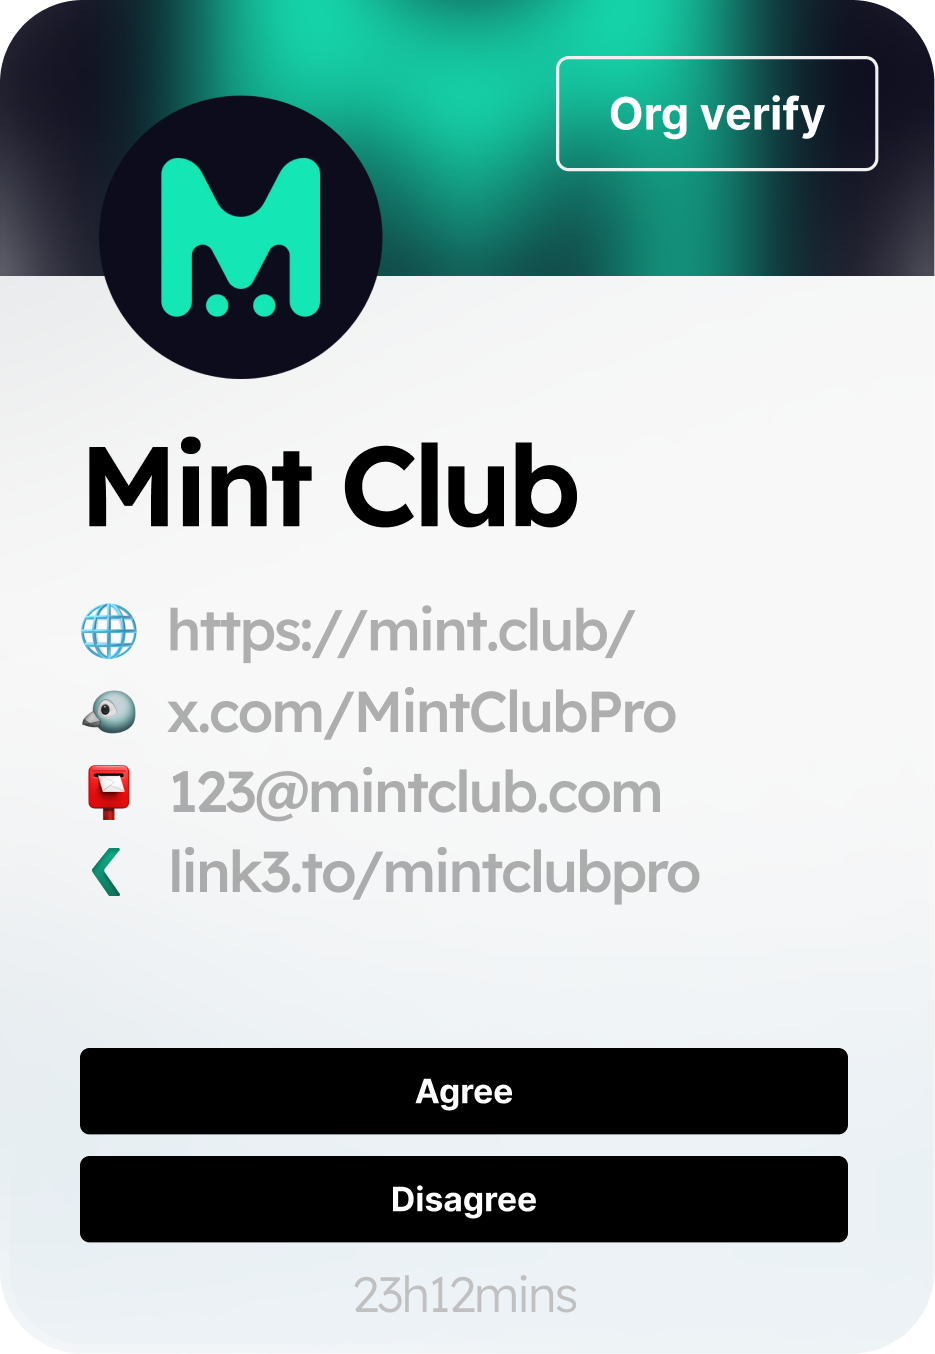 Org verify
Mint Club
https://mint.club/
x.com/MintClubPro
123@mintclub.com
link3.to/mintclubpro
Agree
Disagree
23h12mins